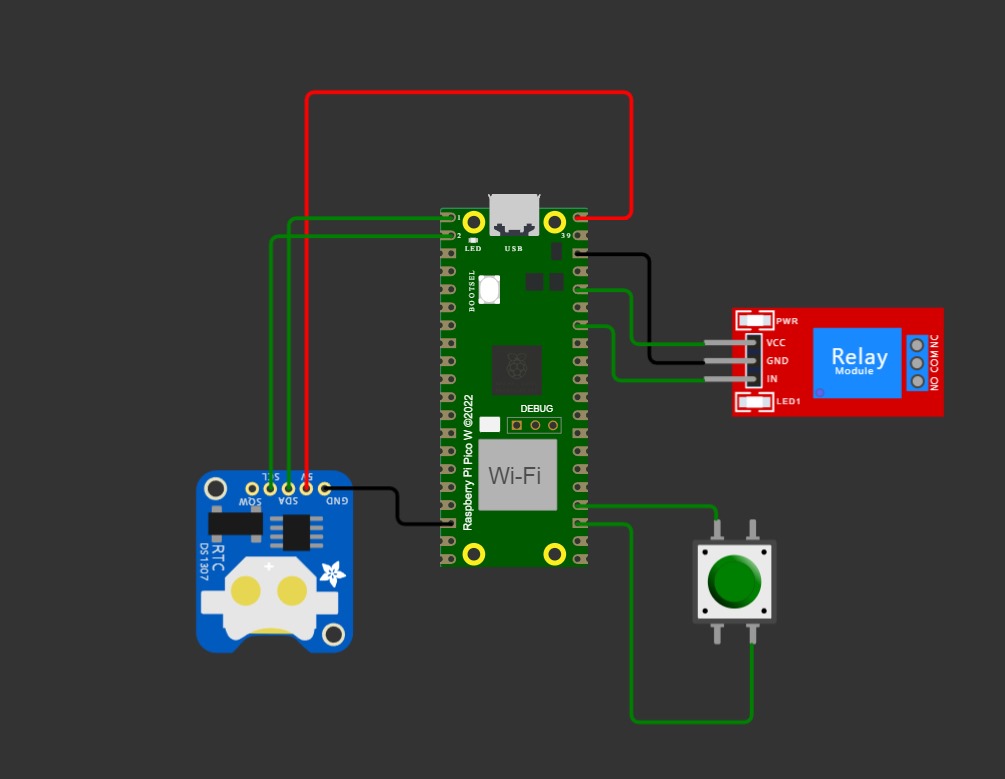 1
2
39
LED
USB
BOOTSEL
DEBUG
Raspberry Pi Pico W ©2022
Wi-Fi
PWR
VCC
GND
IN
LED1
Relay
Module
NO COM NC
SCL
5V
SQW
SDA
GND
RTC
DS1307